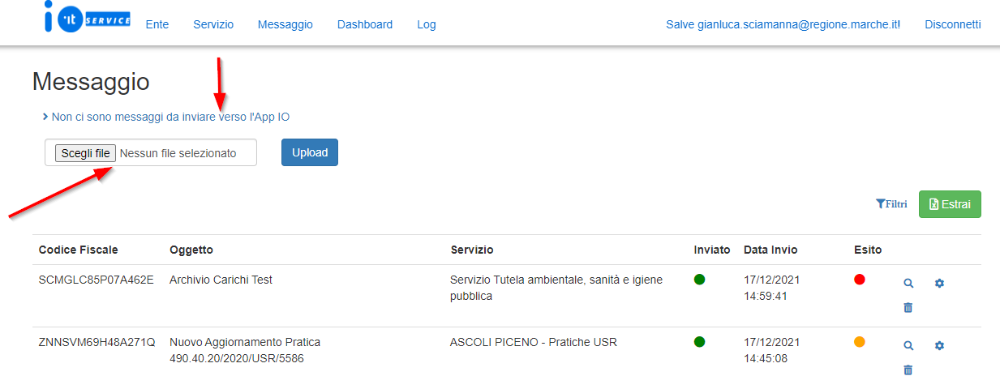 i 'it SERVICE Ente Servizio Messaggio Dashboard Log Salve gianluca.sciamanna@regione.marche.it! Disconnetti
Messaggio
Non ci sono messaggi da inviare verso l'App IO
Scegli file Nessun file selezionato Upload
Filtri Estrai
Codice Fiscale Oggetto Servizio Inviato Data Invio Esito
SCMGLC85P07A462E Archivio Carichi Test Servizio Tutela ambientale, sanità e igiene 17/12/2021
pubblica 14:59:41
ZNNSVM69H48A271Q Nuovo Aggiornamento Pratica ASCOLI PICENO - Pratiche USR 17/12/2021
490.40.20/2020/USR/5586 14:45:08